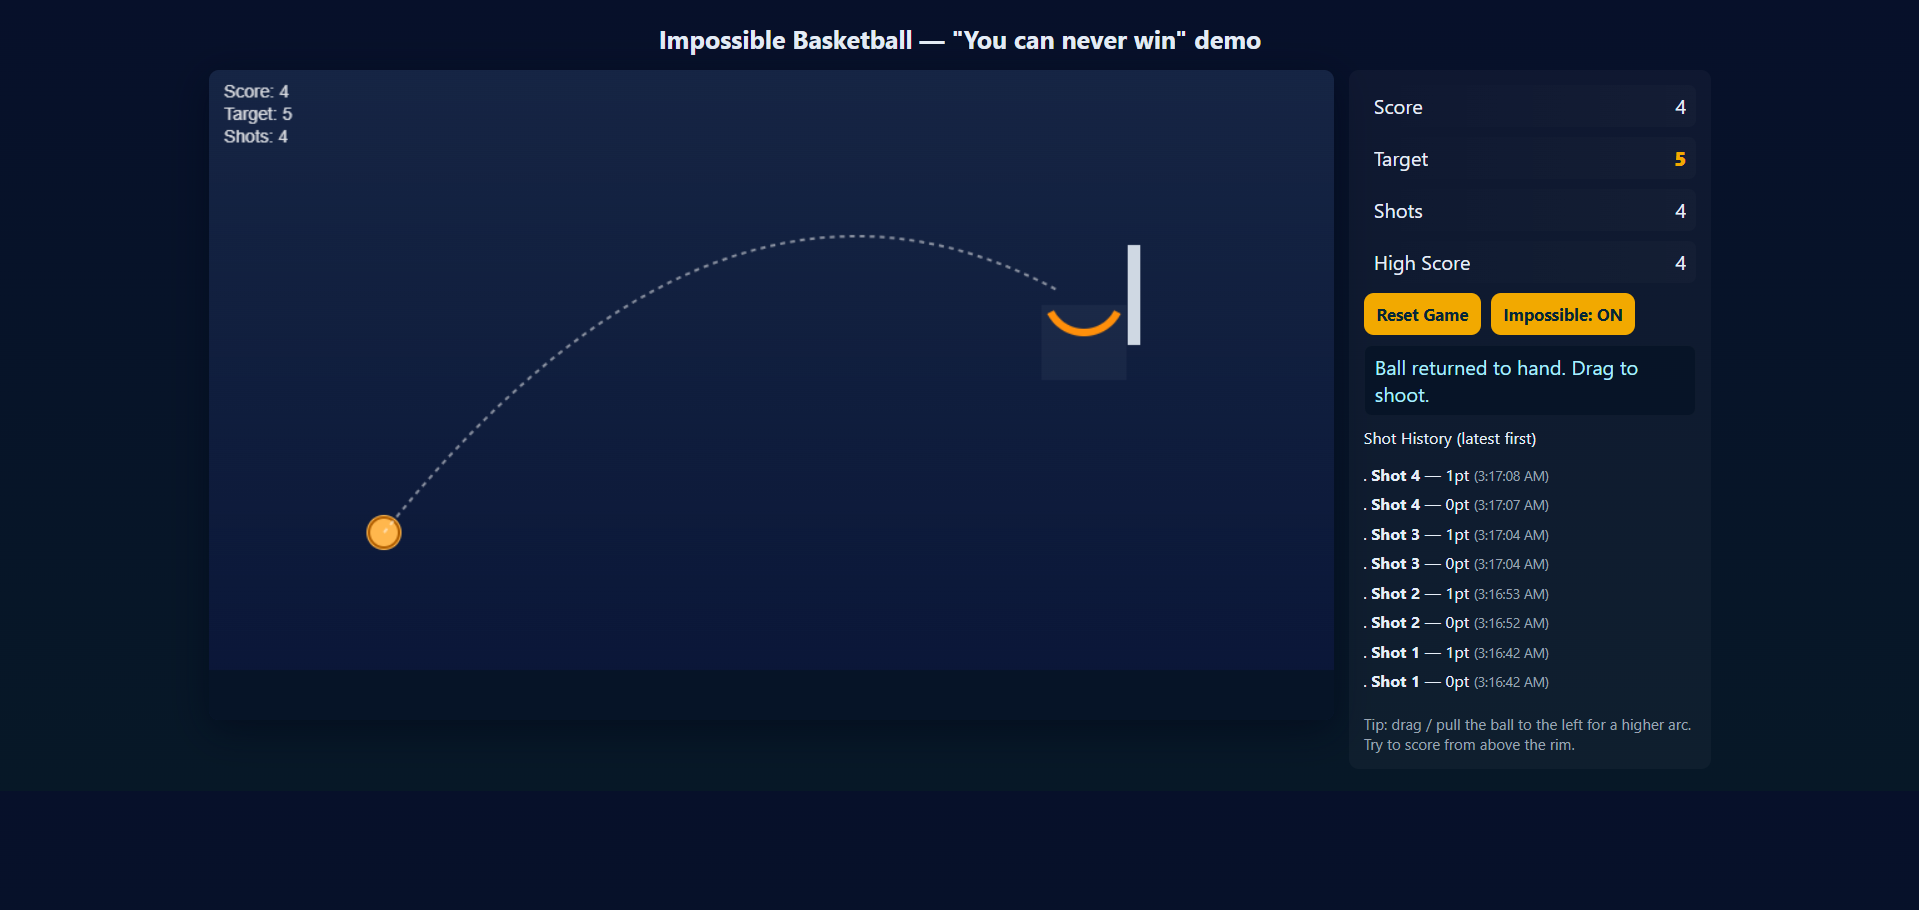 Impossible Basketball — "You can never win" demo
Score: 4
Target: 5
Shots: 4
Score 4
Target 5
Shots 4
High Score 4
Reset Game Impossible: ON
Ball returned to hand. Drag to
shoot.
Shot History (latest first)
. Shot 4 — 1pt (3:17:08 AM)
. Shot 4 — 0pt (3:17:07 AM)
. Shot 3 — 1pt (3:17:04 AM)
. Shot 3 — 0pt (3:17:04 AM)
. Shot 2 — 1pt (3:16:53 AM)
. Shot 2 — 0pt (3:16:52 AM)
. Shot 1 — 1pt (3:16:42 AM)
. Shot 1 — 0pt (3:16:42 AM)
Tip: drag / pull the ball to the left for a higher arc.
Try to score from above the rim.